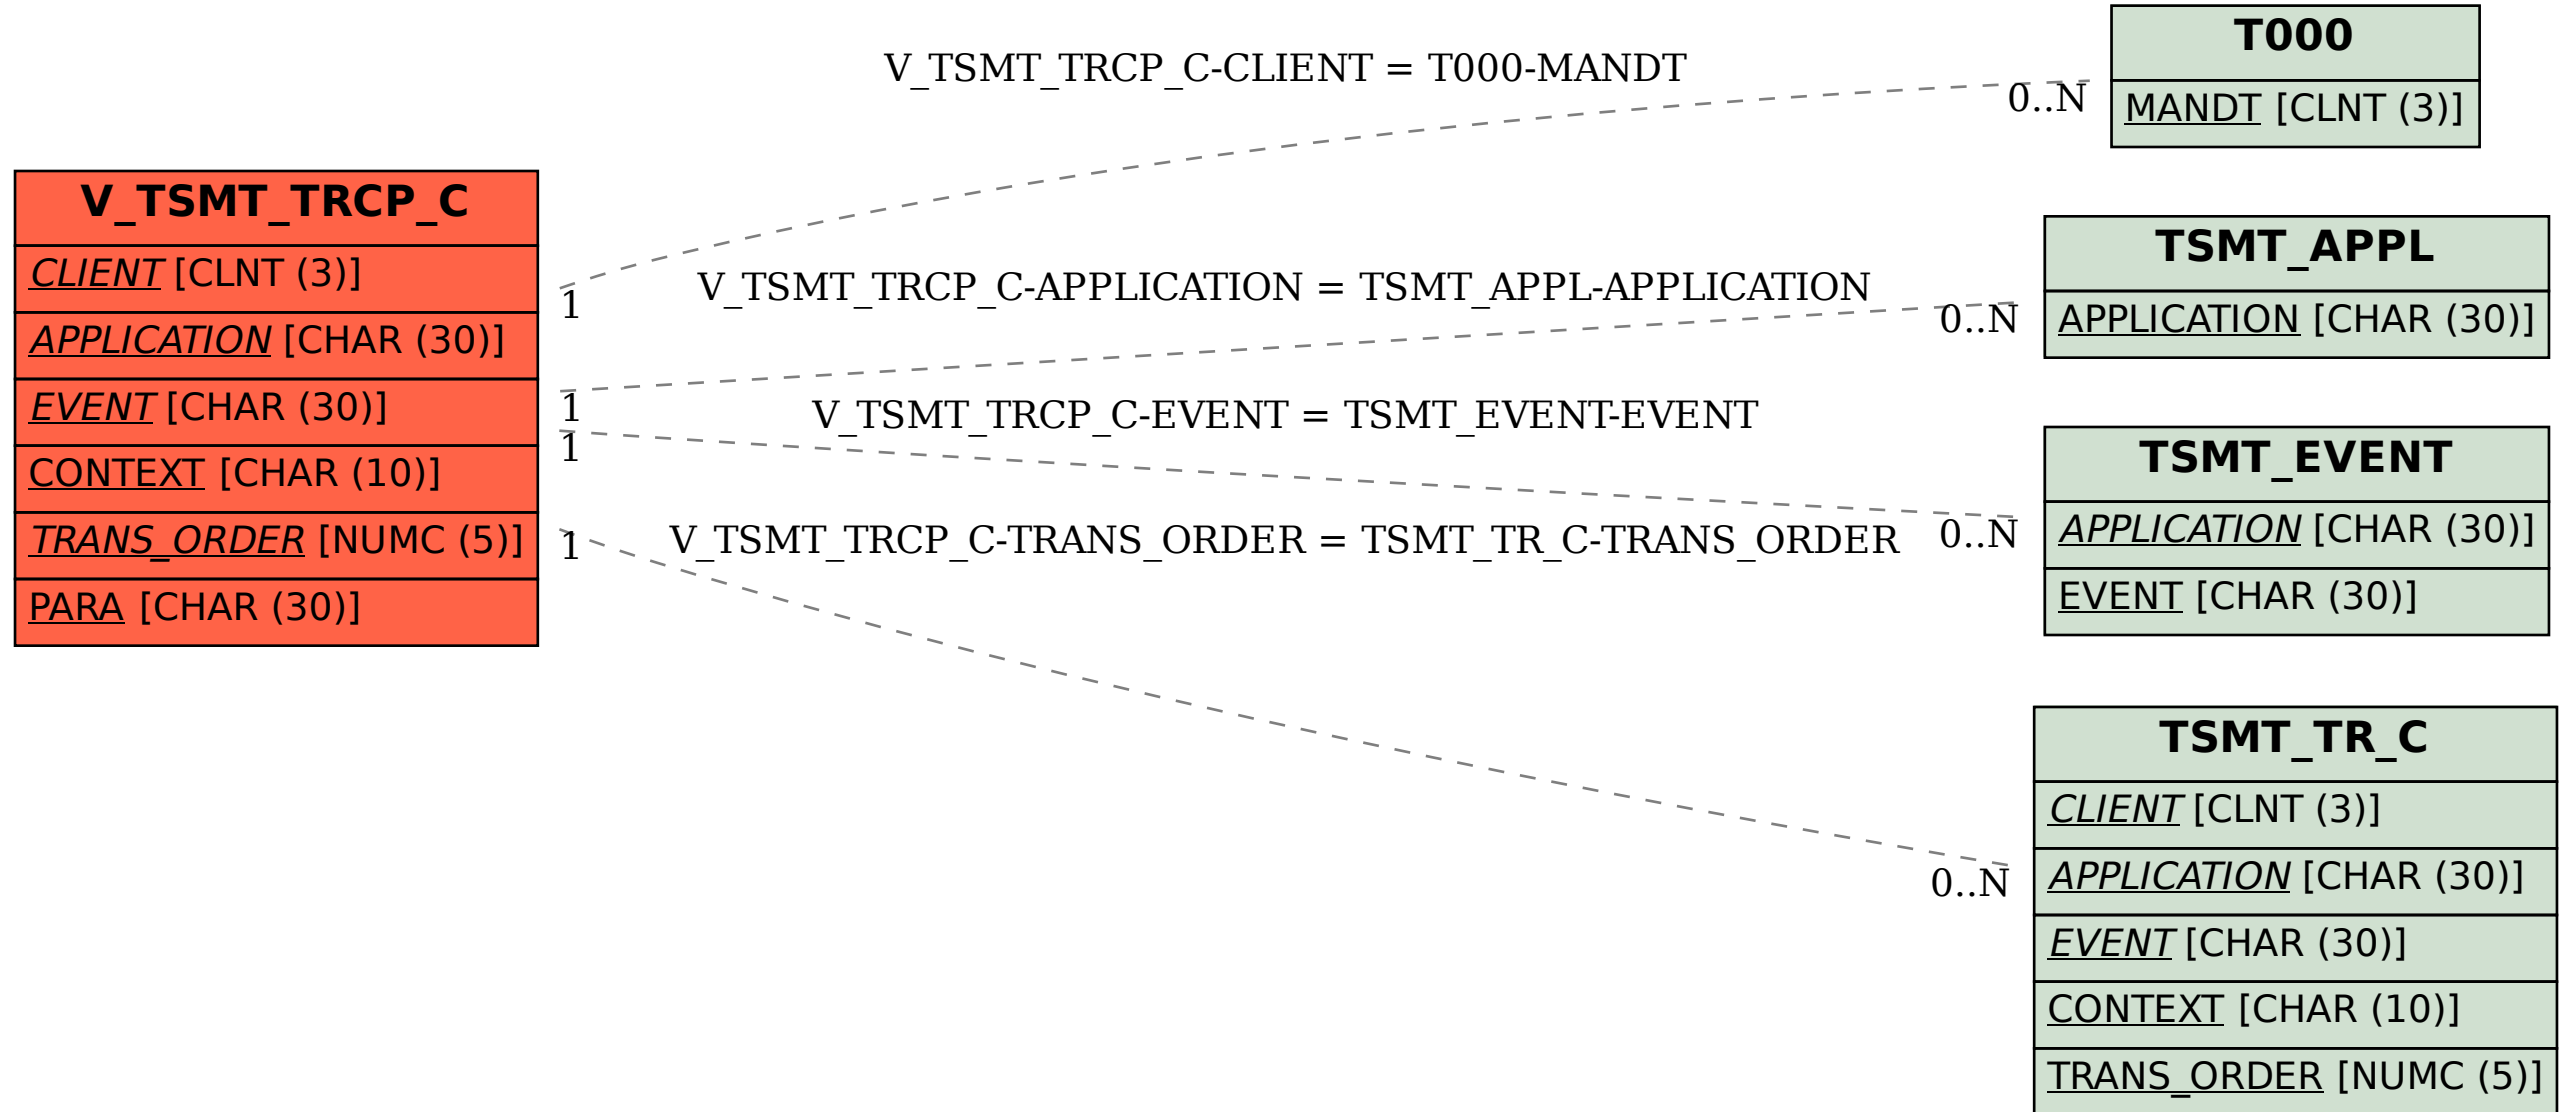 V_TSMT_TRCP_C
CLIENT [CLNT (3)]
APPLICATION [CHAR (30)]
EVENT [CHAR (30)]
CONTEXT [CHAR (10)]
TRANS_ORDER [NUMC (5)]
PARA [CHAR (30)]
V_TSMT_TRCP_C-CLIENT = T000-MANDT
1
0..N
V_TSMT_TRCP_C-APPLICATION = TSMT_APPL-APPLICATION
1
0..N
V_TSMT_TRCP_C-EVENT = TSMT_EVENT-EVENT
1
0..N
V_TSMT_TRCP_C-TRANS_ORDER = TSMT_TR_C-TRANS_ORDER
1
0..N
T000
MANDT [CLNT (3)]
TSMT_APPL
APPLICATION [CHAR (30)]
TSMT_EVENT
APPLICATION [CHAR (30)]
EVENT [CHAR (30)]
TSMT_TR_C
CLIENT [CLNT (3)]
APPLICATION [CHAR (30)]
EVENT [CHAR (30)]
CONTEXT [CHAR (10)]
TRANS_ORDER [NUMC (5)]